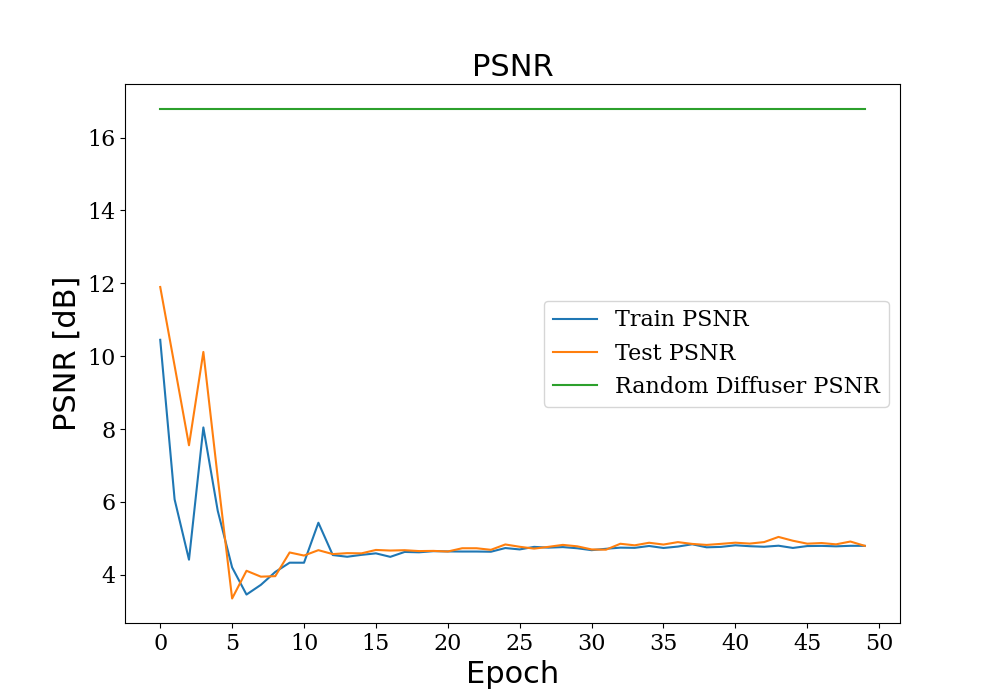 PSNR
PSNR [dB]
16
14
12
10
8
6
4
Train PSNR
Test PSNR
Random Diffuser PSNR
0 5 10 15 20 25 30 35 40 45 50
Epoch